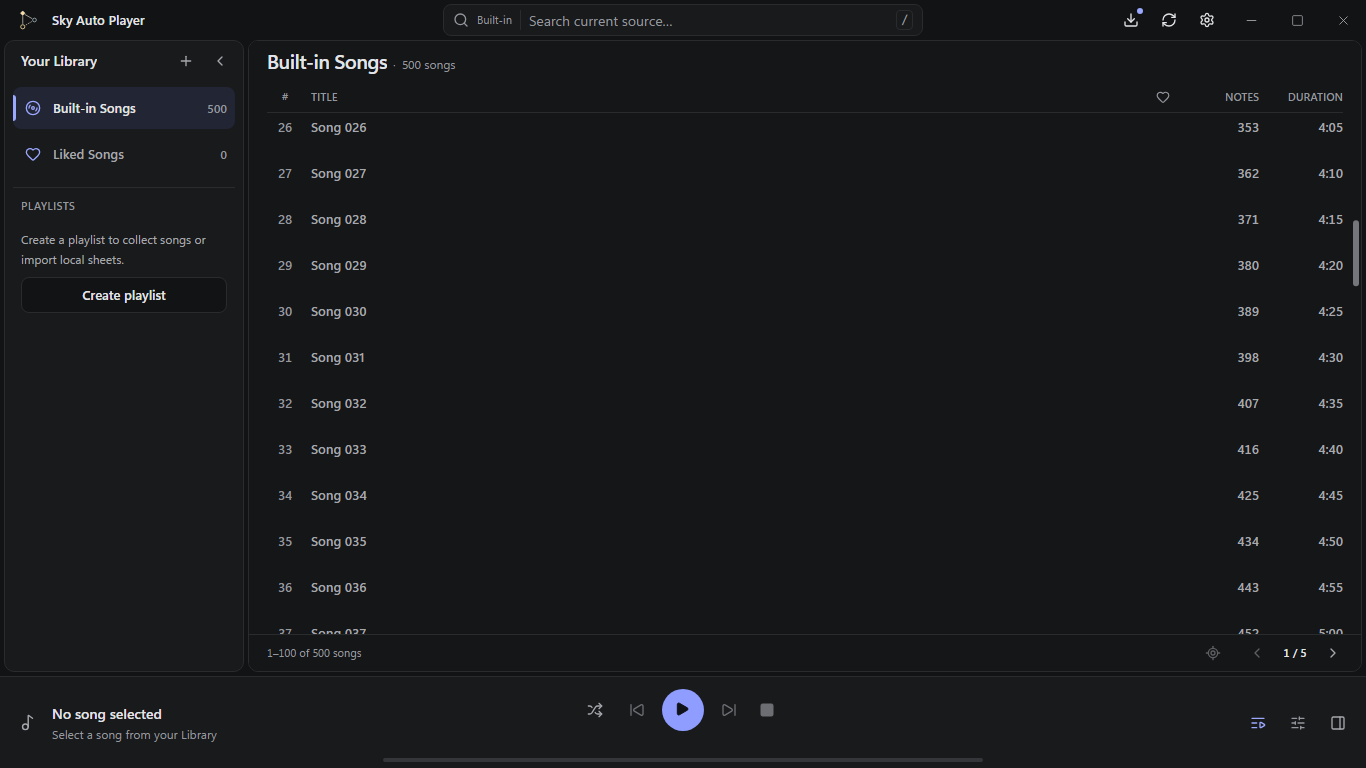 Sky Auto Player
Built-in
Search current source...
/
Your Library
Built-in Songs 500
Liked Songs 0
PLAYLISTS
Create a playlist to collect songs or
import local sheets.
Create playlist
Built-in Songs · 500 songs
# TITLE NOTES DURATION
26 Song 026 353 4:05
27 Song 027 362 4:10
28 Song 028 371 4:15
29 Song 029 380 4:20
30 Song 030 389 4:25
31 Song 031 398 4:30
32 Song 032 407 4:35
33 Song 033 416 4:40
34 Song 034 425 4:45
35 Song 035 434 4:50
36 Song 036 443 4:55
37 Song 037 452 5:00
1–100 of 500 songs
1 / 5
No song selected
Select a song from your Library